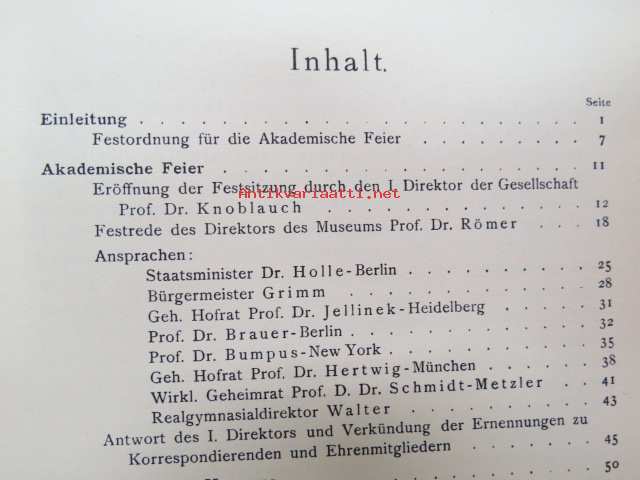 Inhalt.
Seite
Einleitung . . . . . . . . . . . . . . . . . 1
Festordnung für die Akademische Feier . . . . . . . 7
Akademische Feier . . . . . . . . . . . . . . 11
Eröffnung der Festsitzung durch den I. Direktor der Gesellschaft
Antikvariaatti.net
Prof. Dr. Knoblauch . . . . . . . . . . 12
Festrede des Direktors des Museums Prof. Dr. Römer . . 18
Ansprachen:
Staatsminister Dr. Holle-Berlin . . . . . . . 25
Bürgermeister Grimm . . . . . . . . . 28
Geh. Hofrat Prof. Dr. Jellinek-Heidelberg . . . . 31
Prof. Dr. Brauer-Berlin . . . . . . . . . 32
Prof. Dr. Bumpus-New York . . . . . . . 35
Geh. Hofrat Prof. Dr. Hertwig-München . . . . 38
Wirkl. Geheimrat Prof. D. Dr. Schmidt-Metzler . . 41
Realgymnasialdirektor Walter . . . . . . . 43
Antwort des I. Direktors und Verkündung der Ernennungen zu
Korrespondierenden und Ehrenmitgliedern . . . . . 45
50